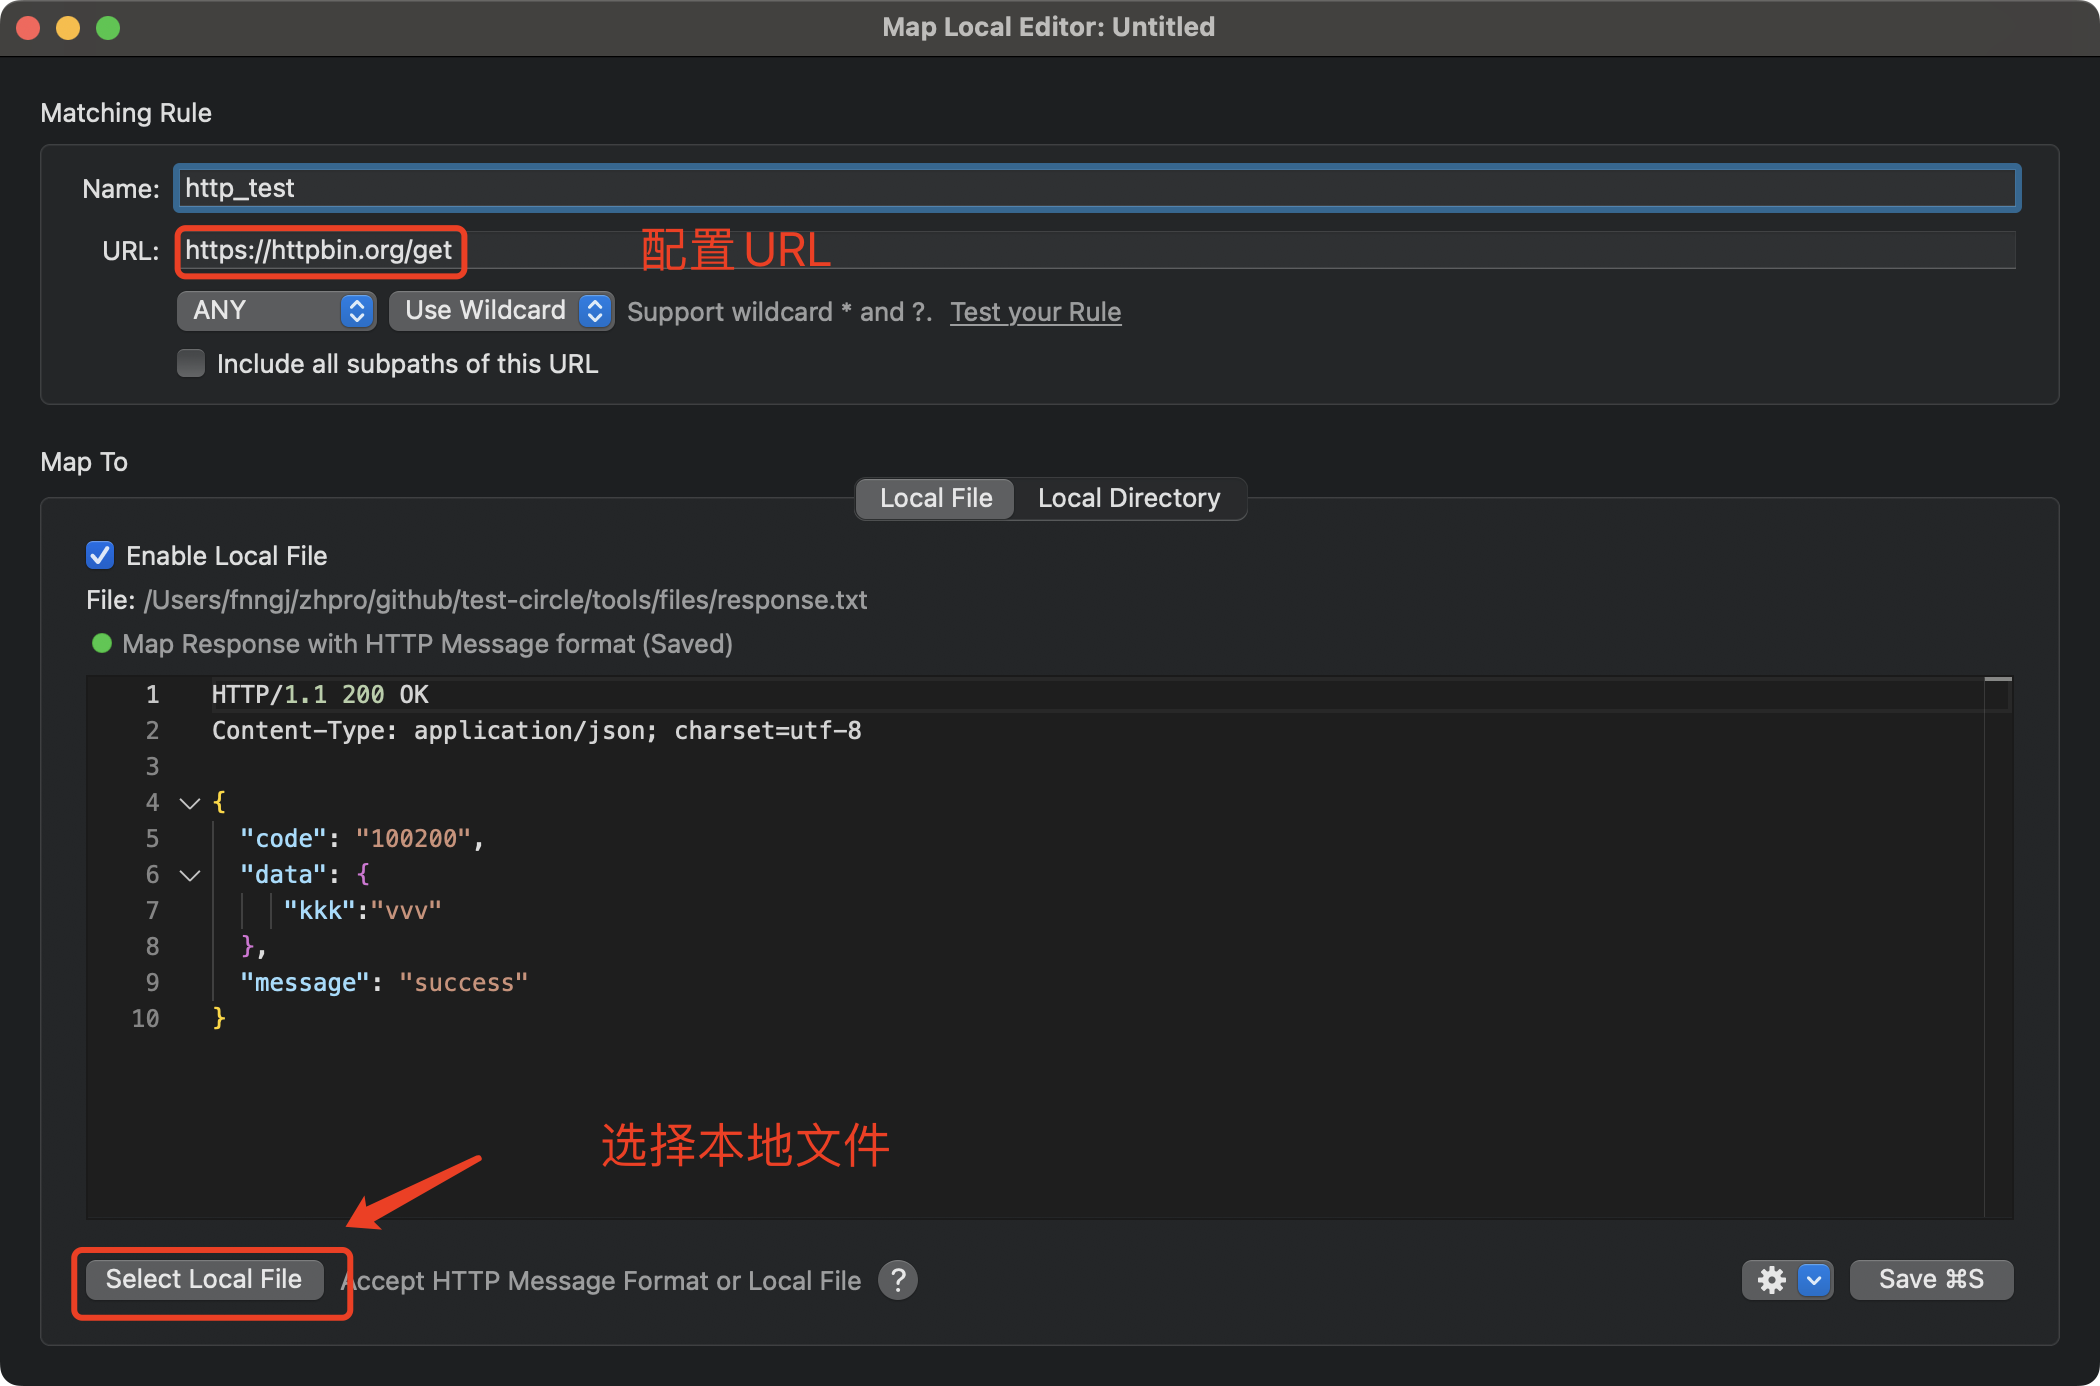 Map Local Editor: Untitled
Matching Rule
Name: http_test
URL: https://httpbin.org/get 配置URL
ANY Use Wildcard Support wildcard * and ?. Test your Rule
Include all subpaths of this URL
Map To
Local File Local Directory
Enable Local File
File: /Users/fnngj/zhpro/github/test-circle/tools/files/response.txt
Map Response with HTTP Message format (Saved)
1 HTTP/1.1 200 OK
2 Content-Type: application/json; charset=utf-8
3
4 {
5 "code": "100200",
6 "data": {
7 "kkk":"vvv"
8 },
9 "message": "success"
10 }
选择本地文件
Select Local File Accept HTTP Message Format or Local File ? Save ⌘S